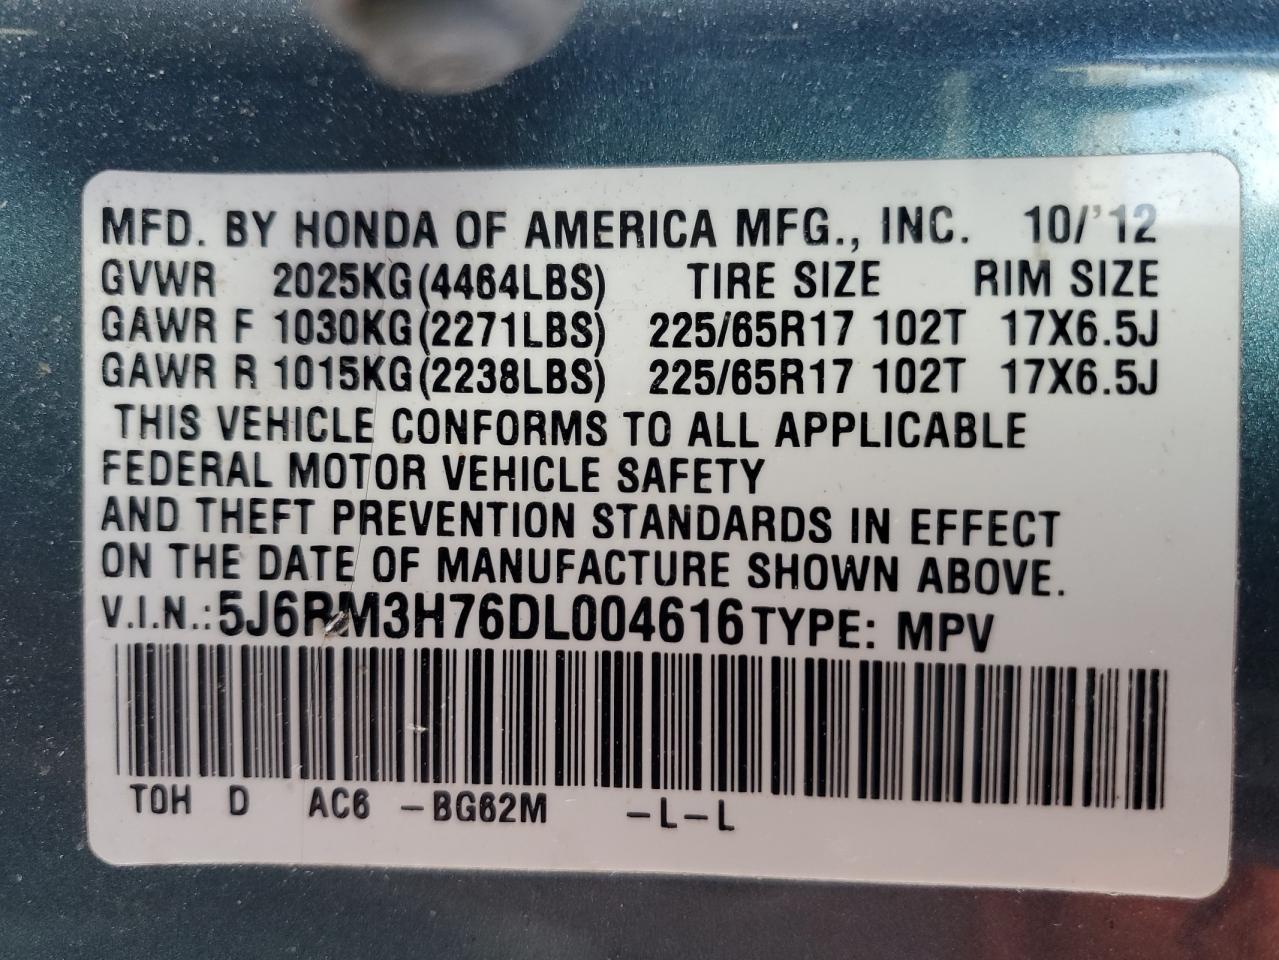 MFD. BY HONDA OF AMERICA MFG., INC. 10/'12
GVWR 2025KG(4464LBS) TIRE SIZE RIM SIZE
GAWR F 1030KG(2271LBS) 225/65R17 102T 17X6.5J
GAWR R 1015KG(2238LBS) 225/65R17 102T 17X6.5J
THIS VEHICLE CONFORMS TO ALL APPLICABLE
FEDERAL MOTOR VEHICLE SAFETY
AND THEFT PREVENTION STANDARDS IN EFFECT
ON THE DATE OF MANUFACTURE SHOWN ABOVE.
V.I.N.: 5J6RM3H76DL004616 TYPE: MPV
TOH D AC6 -BG62M -L-L